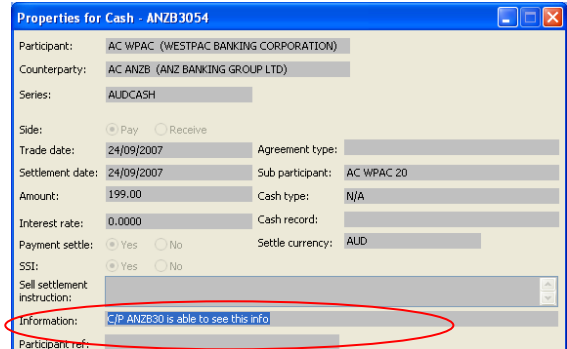 Properties for Cash - ANZB3054
Participant: AC WPAC (WESTPAC BANKING CORPORATION)
Counterparty: AC ANZB (ANZ BANKING GROUP LTD)
Series: AUDCASH
Side: Pay Receive
Trade date: 24/09/2007 Agreement type:
Settlement date: 24/09/2007 Sub participant: AC WPAC 20
Amount: 199.00 Cash type: N/A
Interest rate: 0.0000 Cash record:
Payment settle: Yes No Settle currency: AUD
SSI: Yes No
Sell settlement
instruction:
Information: C/P ANZB30 is able to see this info
Participant ref: